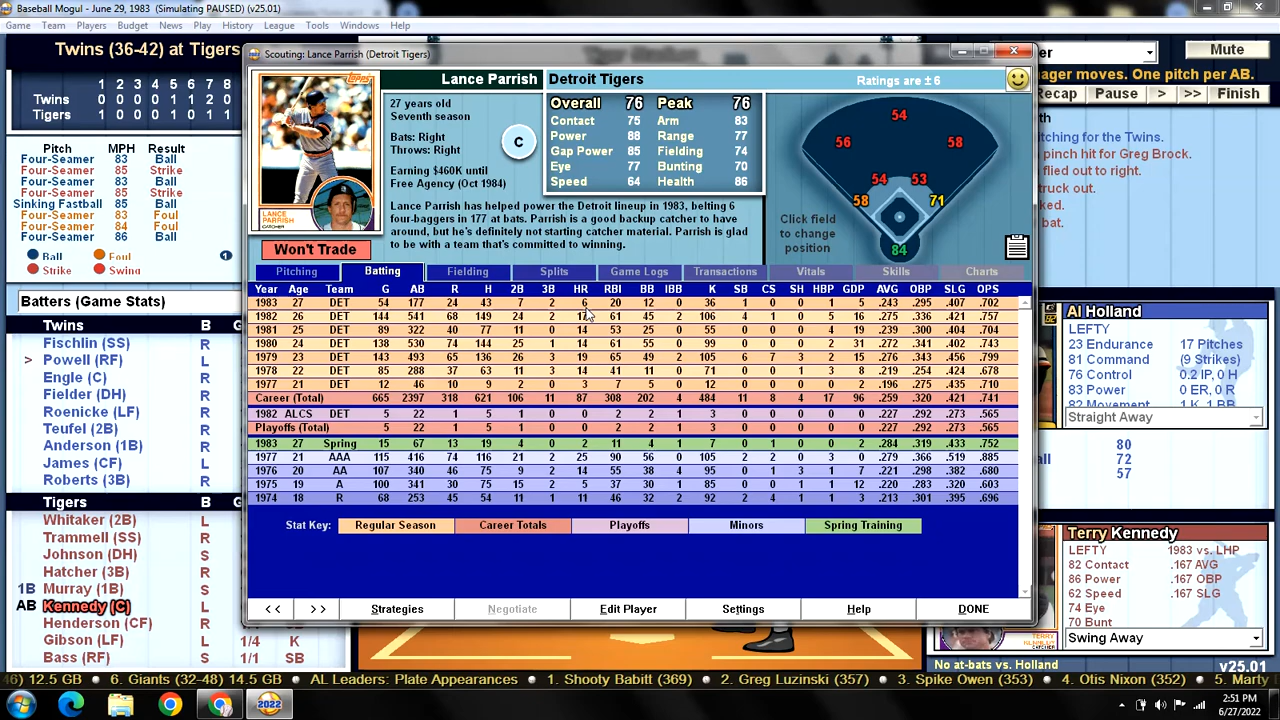 Baseball Mogul - June 29, 1983 (Simulating PAUSED) (v25.01)
Game Team Players Budget News Play History League Tools Windows Help
Twins (36-42) at Tigers
1 2 3 4 5 6 7 8
Twins 0 0 0 0 1 1 2 0
Tigers 1 0 0 0 0 1 0
Pitch MPH Result
Four-Seamer 83 Ball
Four-Seamer 85 Strike
Four-Seamer 83 Ball
Four-Seamer 85 Strike
Sinking Fastball 85 Ball
Four-Seamer 83 Foul
Four-Seamer 84 Foul
Four-Seamer 86 Ball
Ball Foul
Strike Swing
Batters (Game Stats)
Twins B
Fischlin (SS) R
> Powell (RF) L
Engle (C) R
Fielder (DH) R
Roenicke (LF) R
Teufel (2B) R
Anderson (1B) R
James (CF) L
Roberts (3B) R
Tigers B
Whitaker (2B) L
Trammell (SS) R
Johnson (DH) S
Hatcher (3B) R
1B Murray (1B) S
AB Kennedy (C) L
Henderson (CF) R
Gibson (LF) L 1/4 K
Bass (RF) S 1/1 SB
Scouting: Lance Parrish (Detroit Tigers)
Topps
LANCE
PARRISH
CATCHER
Lance Parrish
27 years old
Seventh season
Bats: Right
Throws: Right
Earning $460K until
Free Agency (Oct 1984)
C
Detroit Tigers
Ratings are ± 6
Overall 76 Peak 76
Contact 75 Arm 83
Power 88 Range 77
Gap Power 85 Fielding 74
Eye 77 Bunting 70
Speed 64 Health 86
Lance Parrish has helped power the Detroit lineup in 1983, belting 6
four-baggers in 177 at bats. Parrish is a good backup catcher to have
around, but he's definitely not starting catcher material. Parrish is glad
to be with a team that's committed to winning.
54
56 58
54 53
58 71
84
Click field
to change
position
Won't Trade
Pitching Batting Fielding Splits Game Logs Transactions Vitals Skills Charts
Year Age Team G AB R H 2B 3B HR RBI BB IBB K SB CS SH HBP GDP AVG OBP SLG OPS
1983 27 DET 54 177 24 43 7 2 6 20 12 0 36 1 0 0 1 5 .243 .295 .407 .702
1982 26 DET 144 541 68 149 24 2 61 45 2 106 4 1 0 5 16 .275 .336 .421 .757
1981 25 DET 89 322 40 77 11 0 14 53 25 0 55 0 0 0 4 9 .239 .300 .404 .704
1980 24 DET 138 530 74 144 25 1 14 61 55 0 99 0 0 0 2 31 .272 .342 .402 .743
1979 23 DET 143 493 65 136 26 3 19 65 49 2 105 6 7 3 2 15 .276 .343 .456 .799
1978 22 DET 85 288 37 63 11 3 14 41 11 0 71 0 0 1 3 8 .219 .254 .424 .678
1977 21 DET 12 46 10 9 2 0 3 7 5 0 12 0 0 0 0 2 .196 .275 .435 .710
Career (Total) 665 2397 318 621 106 11 87 308 202 4 484 11 8 4 17 96 .259 .320 .421 .741
1982 ALCS DET 5 22 1 5 1 0 0 2 2 1 3 0 0 0 0 0 .227 .292 .273 .565
Playoffs (Total) 5 22 1 5 1 0 0 2 2 1 3 0 0 0 0 0 .227 .292 .273 .565
1983 27 Spring 15 67 13 19 4 0 2 11 4 1 7 1 0 0 0 2 .284 .319 .433 .752
1977 21 AAA 115 416 74 116 21 2 25 90 56 0 105 2 2 0 3 0 .279 .366 .519 .885
1976 20 AA 107 340 46 75 9 2 14 55 38 4 95 0 3 1 1 7 .221 .298 .382 .680
1975 19 A 100 341 30 75 15 2 5 37 30 1 85 1 0 0 1 12 .220 .283 .320 .603
1974 18 R 68 253 45 54 11 1 11 46 32 2 92 2 4 1 1 3 .213 .301 .395 .696
Stat Key: Regular Season Career Totals Playoffs Minors Spring Training
<< >> Strategies Negotiate Edit Player Settings Help DONE
Mute
nager moves. One pitch per AB.
Recap Pause > >> Finish
pitching for the Twins.
pinch hit for Greg Brock.
flied out to right.
truck out.
ked.
bat.
Al Holland
LEFTY
23 Endurance 17 Pitches
81 Command (9 Strikes)
76 Control 0.2 IP, 0 H
83 Power 0 ER, 0 R
82 Movement 1 K, 1 BB
Straight Away
80
72
57
Terry Kennedy
LEFTY 1983 vs. LHP
82 Contact .167 AVG
86 Power .167 OBP
62 Speed .167 SLG
74 Eye
70 Bunt
Swing Away
TERRY
No at-bats vs. Holland v25.01
46) 12.5 GB • 6. Giants (32-48) 14.5 GB • AL Leaders: Plate Appearances • 1. Shooty Babitt (369) • 2. Greg Luzinski (357) • 3. Spike Owen (353) • 4. Otis Nixon (352) • 5. Marty
2022
2:51 PM
6/27/2022